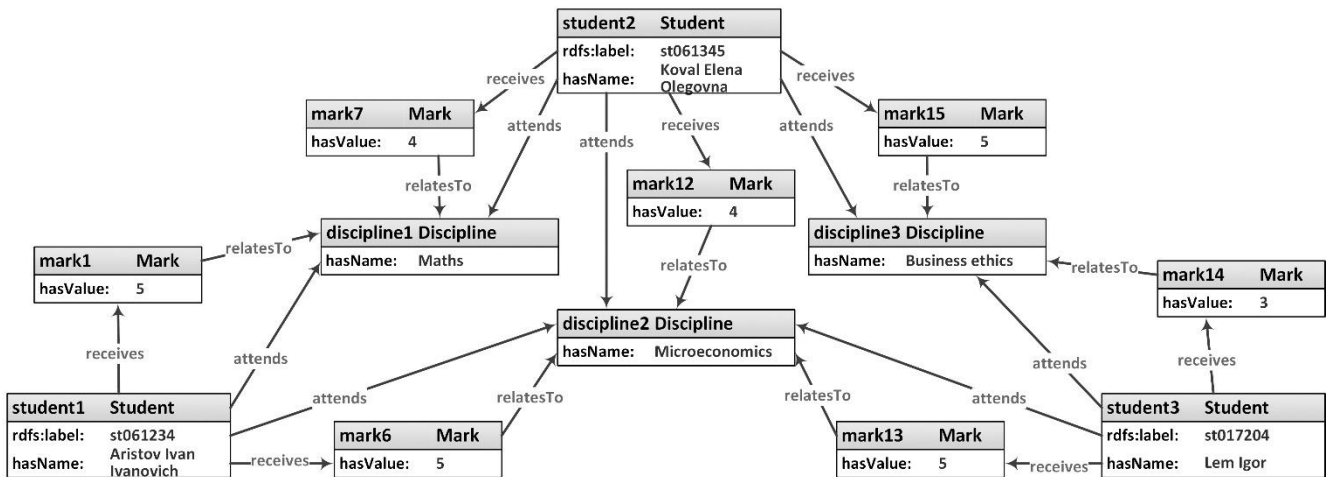 student2 Student
rdfs:label: st061345
hasName: Koval Elena
Olegovna
receives
receives
mark7 Mark
hasValue: 4
attends
receives
attends
attends
mark15 Mark
hasValue: 5
relatesTo
mark12 Mark
hasValue: 4
relatesTo
discipline1 Discipline
hasName: Maths
discipline3 Discipline
hasName: Business ethics
relatesTo
mark1 Mark
hasValue: 5
relatesTo
relatesTo
mark14 Mark
hasValue: 3
discipline2 Discipline
hasName: Microeconomics
receives
attends
attends
receives
attends
relatesTo
relatesTo
attends
student1 Student
rdfs:label: st061234
hasName: Aristov Ivan
Ivanovich
receives
mark6 Mark
hasValue: 5
mark13 Mark
hasValue: 5
receives
student3 Student
rdfs:label: st017204
hasName: Lem Igor